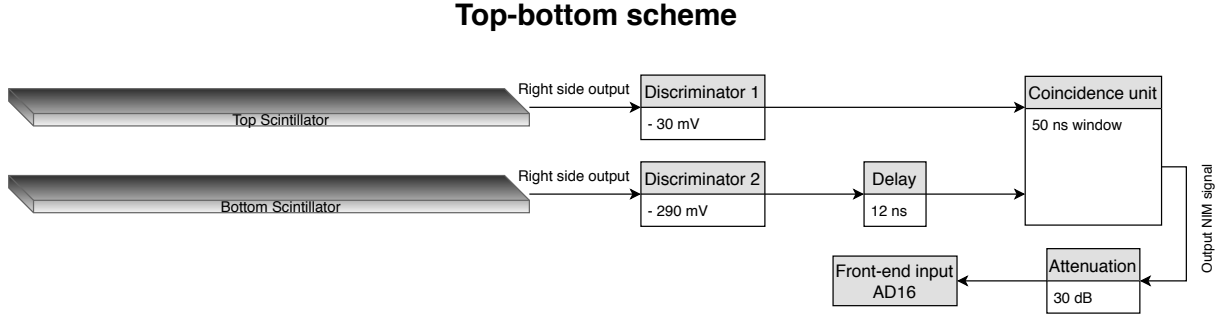 Top-bottom scheme
Right side output
Discriminator 1
Coincidence unit
Top Scintillator
- 30 mV
50 ns window
Right side output
Discriminator 2
Delay
Bottom Scintillator
- 290 mV
12 ns
Output NIM signal
Front-end input
AD16
Attenuation
30 dB